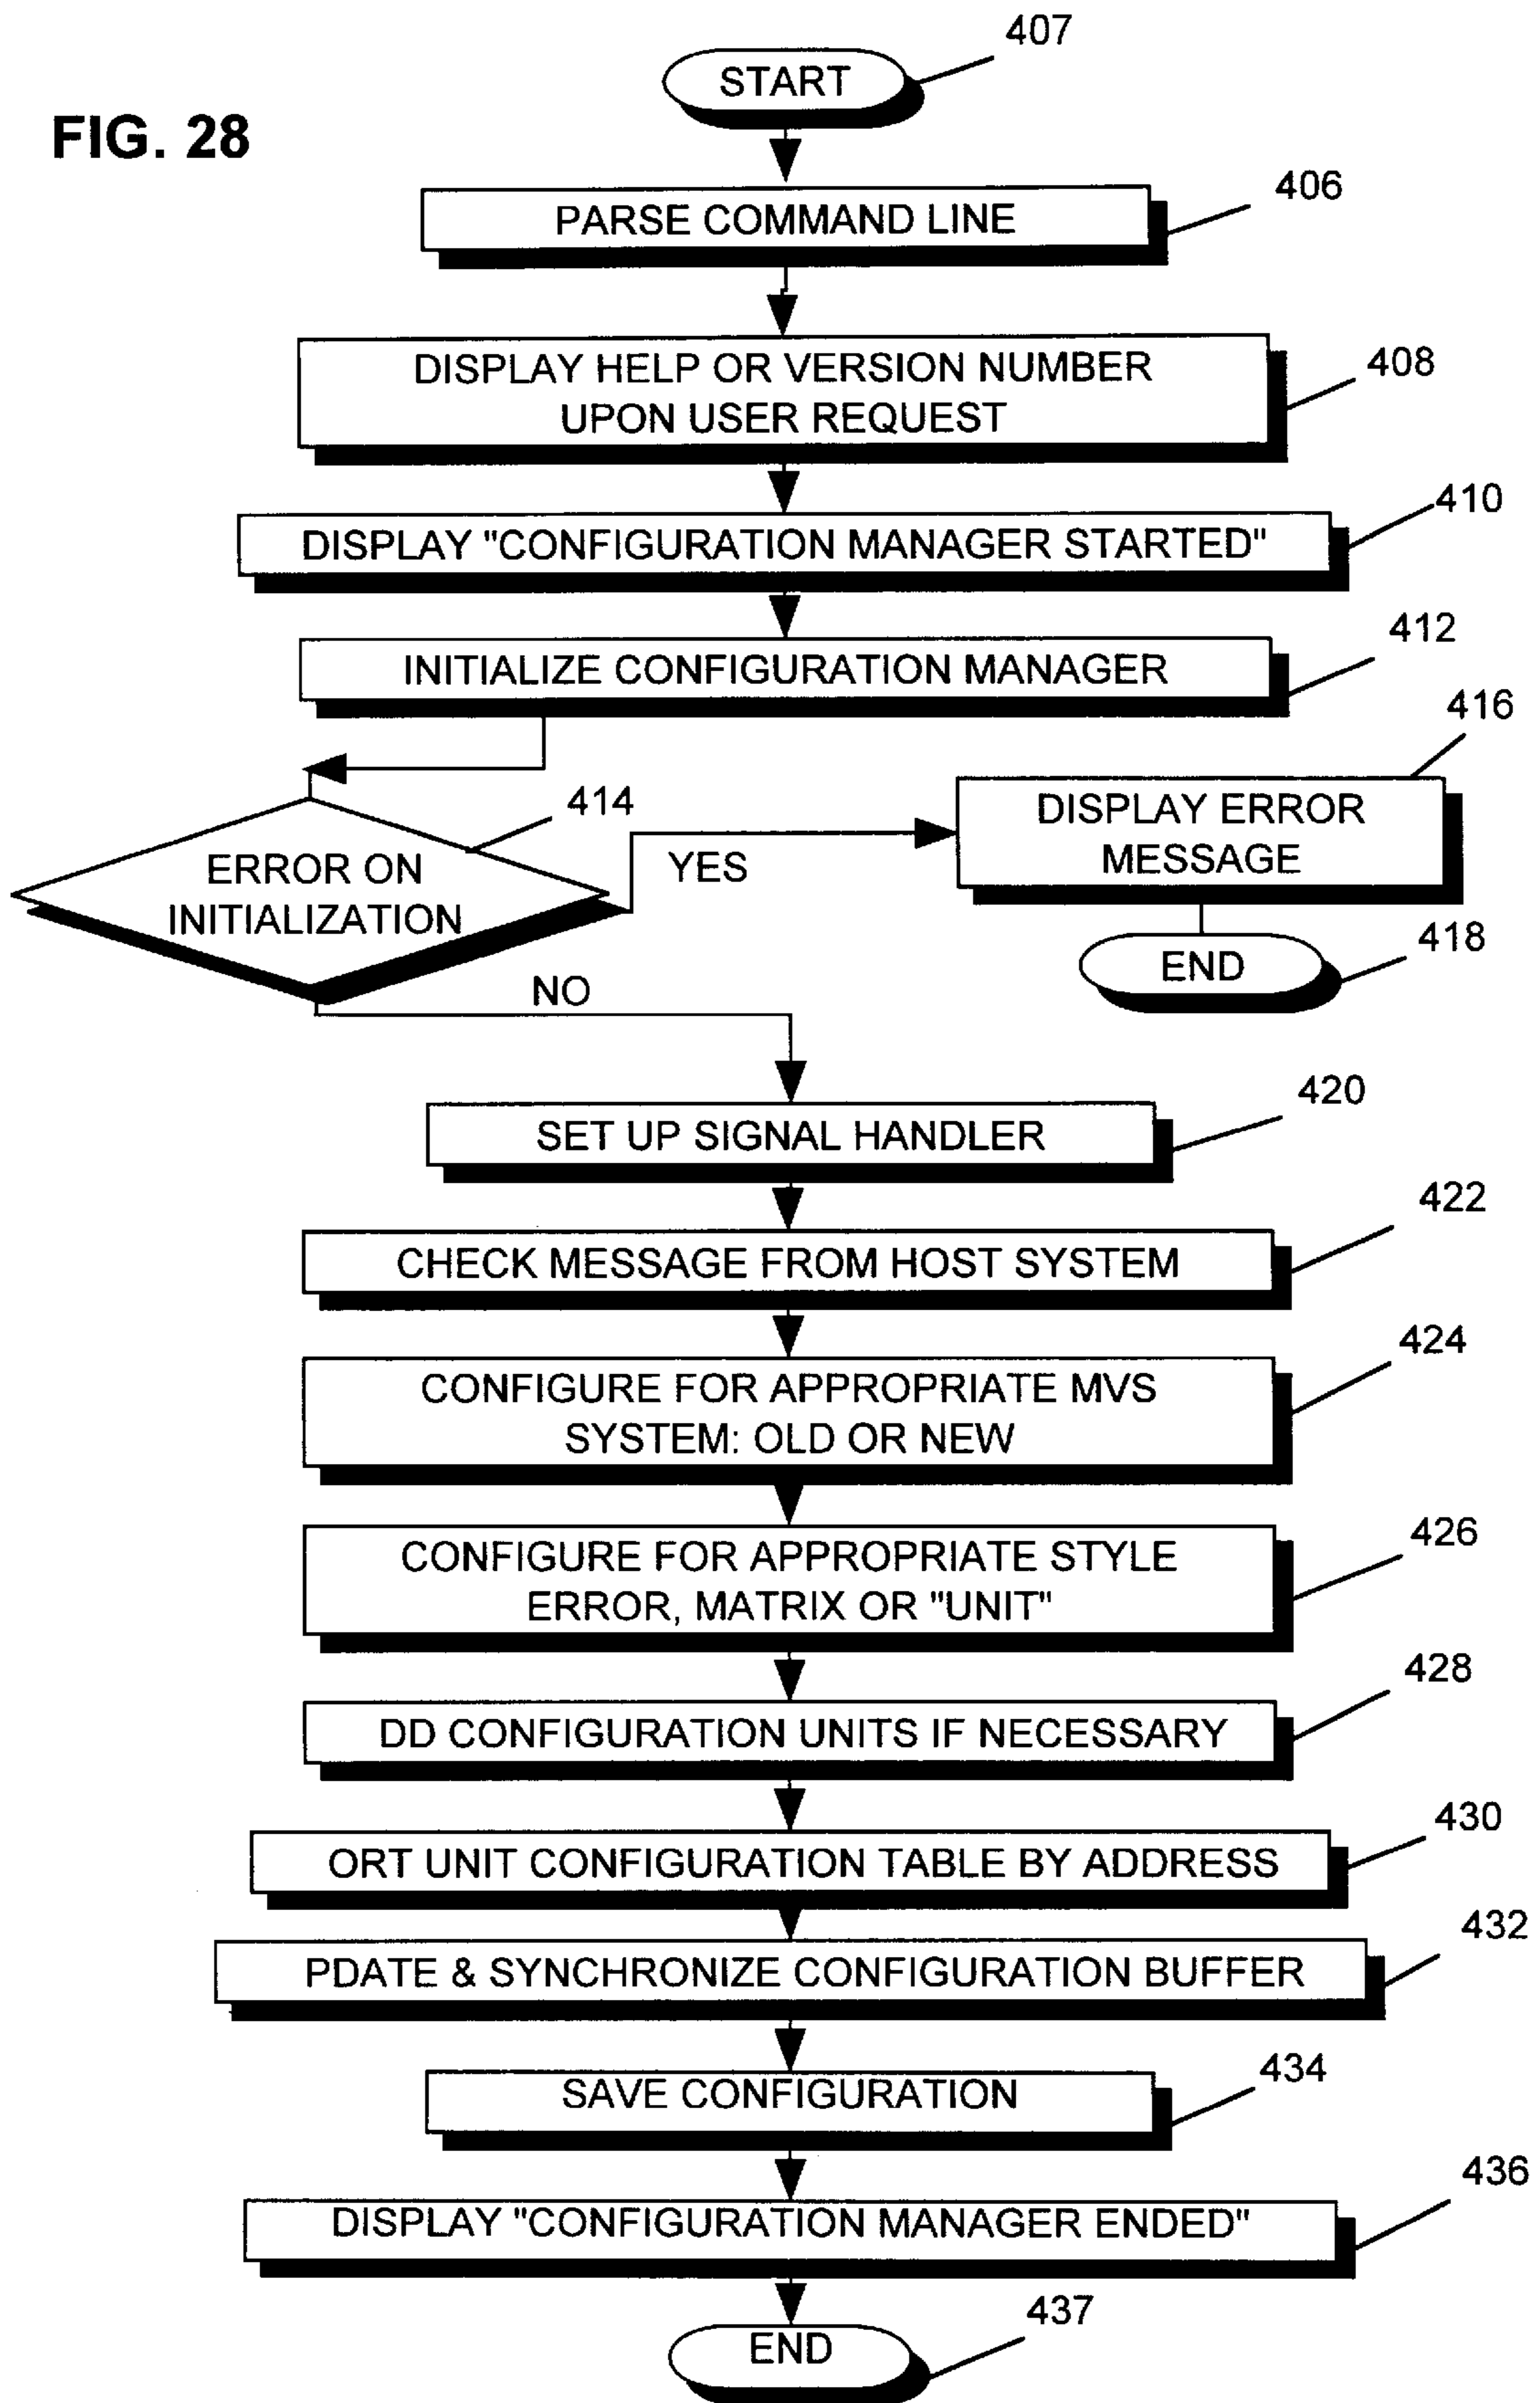 407
START
FIG. 28
406
PARSE COMMAND LINE
408
DISPLAY HELP OR VERSION NUMBER
UPON USER REQUEST
410
DISPLAY "CONFIGURATION MANAGER STARTED"
412
INITIALIZE CONFIGURATION MANAGER
416
414
DISPLAY ERROR
MESSAGE
ERROR ON
INITIALIZATION
YES
418
END
NO
420
SET UP SIGNAL HANDLER
422
CHECK MESSAGE FROM HOST SYSTEM
424
CONFIGURE FOR APPROPRIATE MVS
SYSTEM: OLD OR NEW
426
CONFIGURE FOR APPROPRIATE STYLE
ERROR, MATRIX OR "UNIT"
428
DD CONFIGURATION UNITS IF NECESSARY
430
ORT UNIT CONFIGURATION TABLE BY ADDRESS
432
PDATE & SYNCHRONIZE CONFIGURATION BUFFER
434
SAVE CONFIGURATION
436
DISPLAY "CONFIGURATION MANAGER ENDED"
437
END